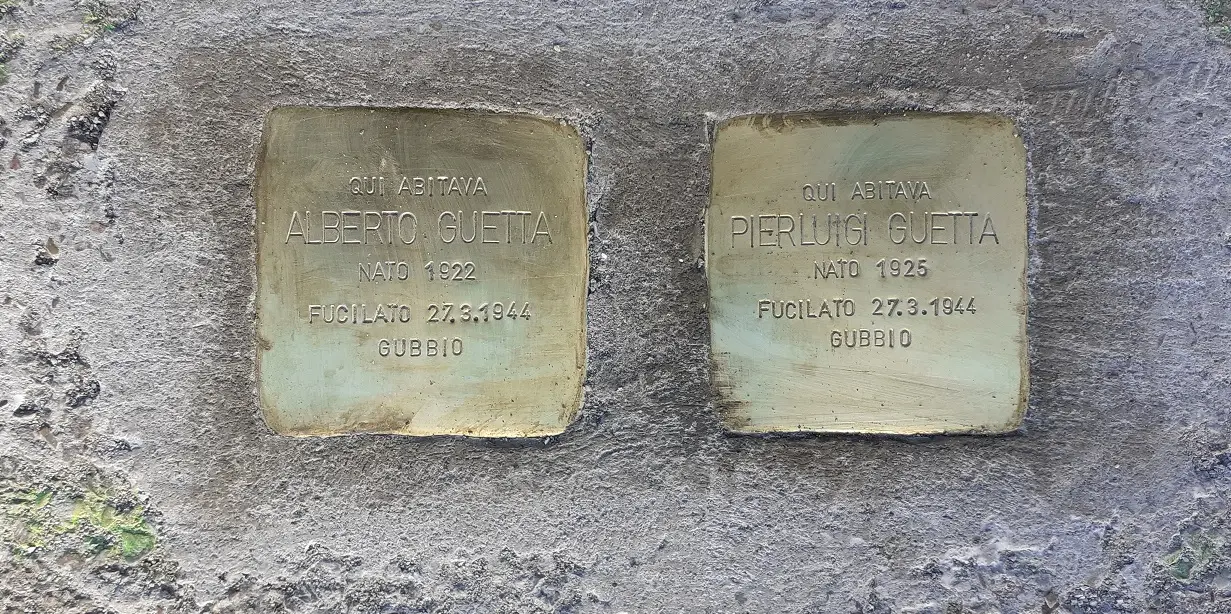 QUI ABITAVA
ALBERTO GUETTA
NATO 1922
FUCILATO 27.3.1944
GUBBIO
QUI ABITAVA
PIERLUIGI GUETTA
NATO 1925
FUCILATO 27.3.1944
GUBBIO